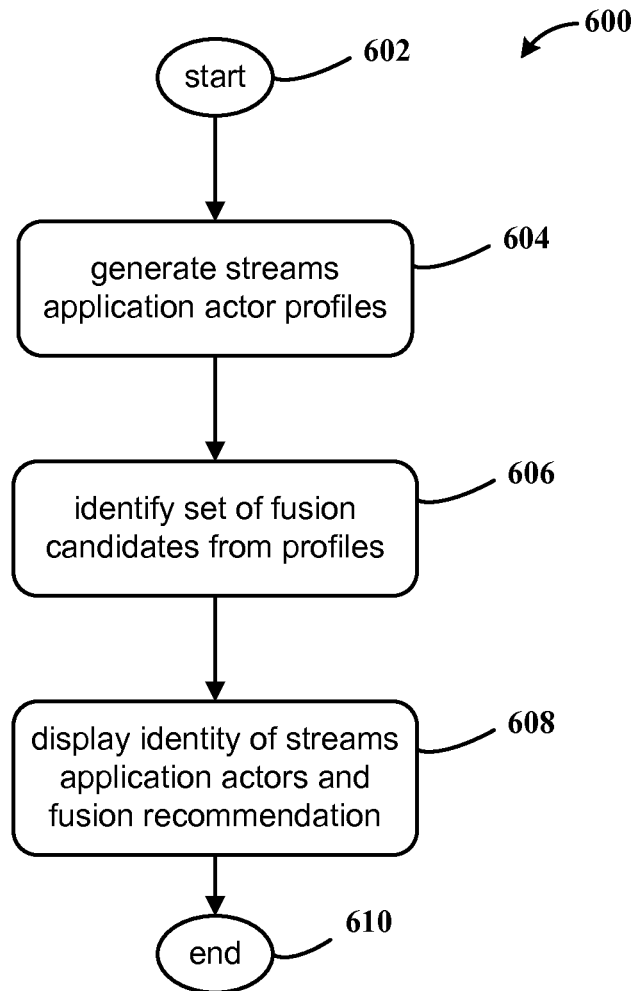 600
start
602
generate streams
application actor profiles
604
identify set of fusion
candidates from profiles
606
display identity of streams
application actors and
fusion recommendation
608
end
610